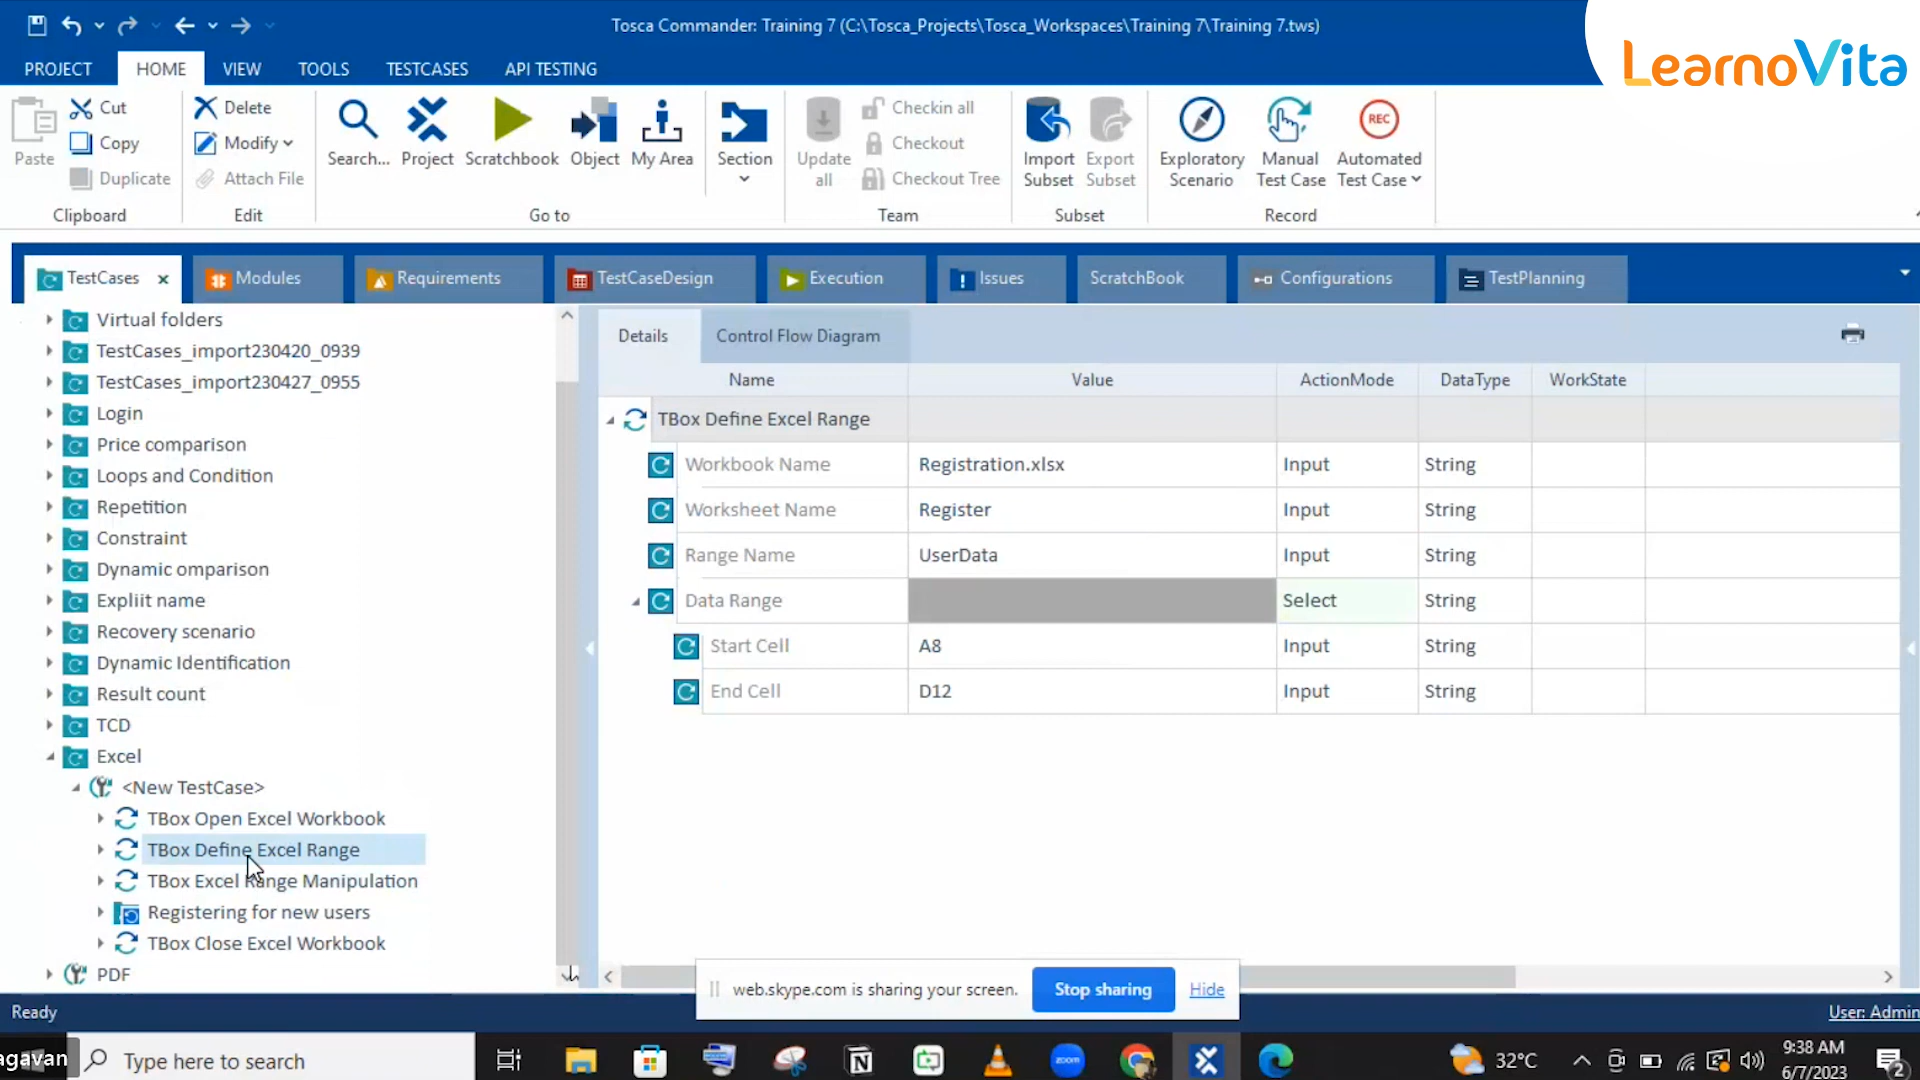 Tosca Commander: Training 7 (C:\Tosca_Projects\Tosca_Workspaces\Training 7\Training 7.tws)
LearnoVita
PROJECT HOME VIEW TOOLS TESTCASES API TESTING
Paste
Cut
Copy
Duplicate
Clipboard
Delete
Modify
Attach File
Edit
Search... Project Scratchbook Object My Area
Go to
Section
Update all
Checkin all
Checkout
Checkout Tree
Team
Import Subset
Export Subset
Subset
Exploratory Scenario
Manual Test Case
REC
Automated Test Case
Record
TestCases x Modules Requirements TestCaseDesign Execution Issues ScratchBook Configurations TestPlanning
Virtual folders
TestCases_import230420_0939
TestCases_import230427_0955
Login
Price comparison
Loops and Condition
Repetition
Constraint
Dynamic omparison
Expliit name
Recovery scenario
Dynamic Identification
Result count
TCD
Excel
<New TestCase>
TBox Open Excel Workbook
TBox Define Excel Range
TBox Excel Range Manipulation
Registering for new users
TBox Close Excel Workbook
PDF
Details Control Flow Diagram
Name Value ActionMode DataType WorkState
TBox Define Excel Range
Workbook Name Registration.xlsx Input String
Worksheet Name Register Input String
Range Name UserData Input String
Data Range Select String
Start Cell A8 Input String
End Cell D12 Input String
web.skype.com is sharing your screen. Stop sharing Hide
Ready
User: Admin
agavan
Type here to search
zoom
32°C
9:38 AM
6/7/2023
2